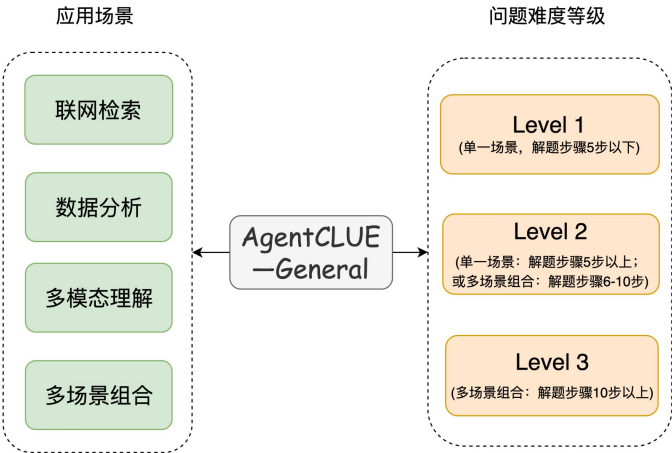 应用场景
问题难度等级
联网检索
数据分析
多模态理解
多场景组合
AgentCLUE
—General
Level 1
(单一场景，解题步骤5步以下)
Level 2
(单一场景：解题步骤5步以上；
或多场景组合：解题步骤6-10步)
Level 3
(多场景组合：解题步骤10步以上)